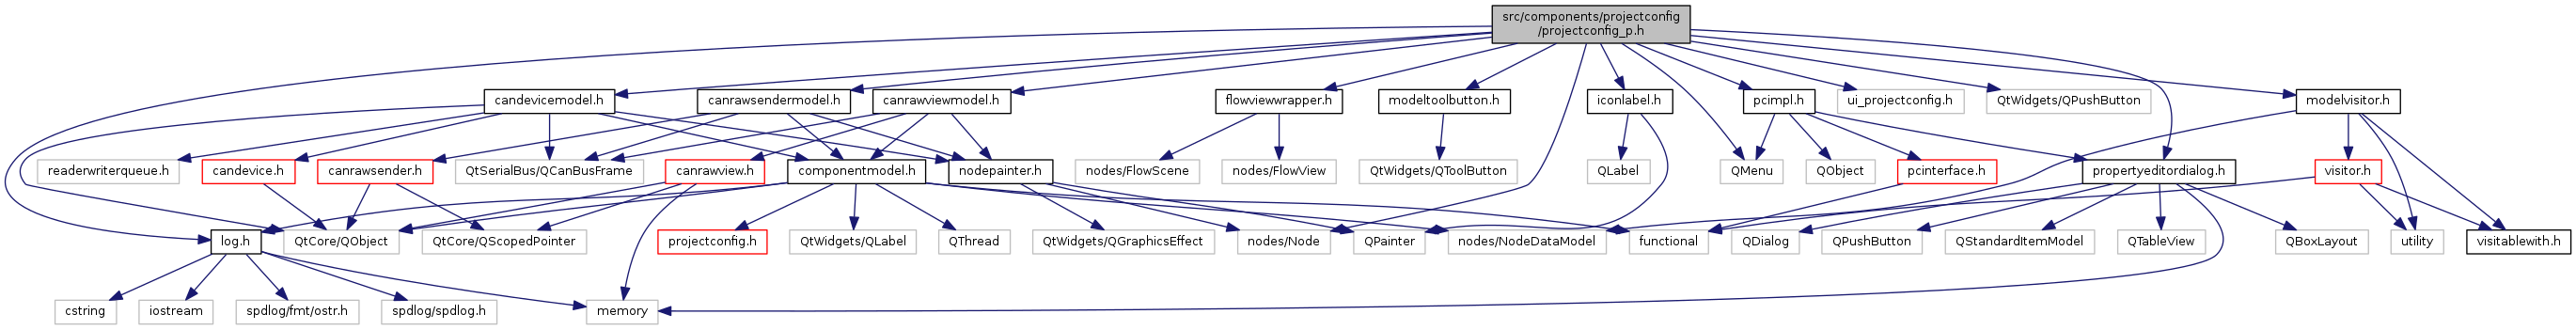 src/components/projectconfig
/projectconfig_p.h
candevicemodel.h
canrawsendermodel.h
canrawviewmodel.h
flowviewwrapper.h
modeltoolbutton.h
iconlabel.h
pcimpl.h
ui_projectconfig.h
QtWidgets/QPushButton
modelvisitor.h
readerwriterqueue.h
candevice.h
canrawsender.h
QtSerialBus/QCanBusFrame
canrawview.h
componentmodel.h
nodepainter.h
nodes/FlowScene
nodes/FlowView
QtWidgets/QToolButton
QLabel
QMenu
QObject
pcinterface.h
propertyeditordialog.h
visitor.h
log.h
QtCore/QObject
QtCore/QScopedPointer
projectconfig.h
QtWidgets/QLabel
QThread
QtWidgets/QGraphicsEffect
nodes/Node
QPainter
nodes/NodeDataModel
functional
QDialog
QPushButton
QStandardItemModel
QTableView
QBoxLayout
utility
visitablewith.h
cstring
iostream
spdlog/fmt/ostr.h
spdlog/spdlog.h
memory